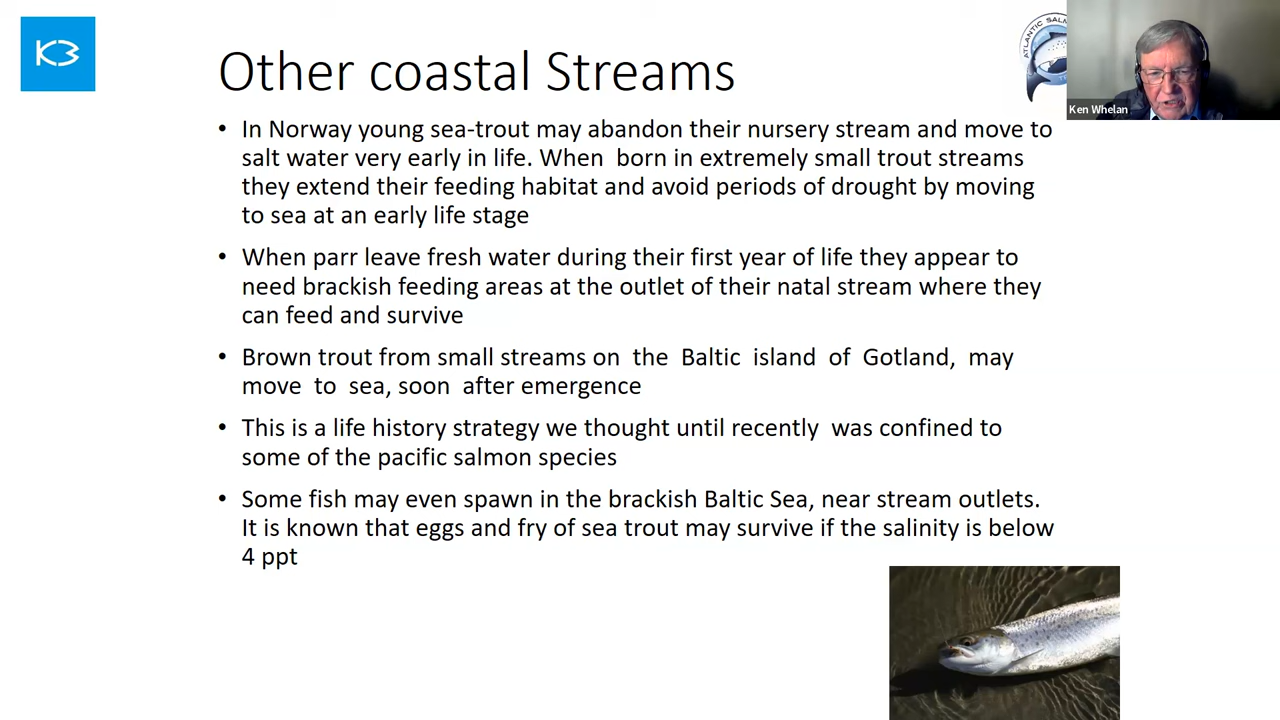 K3
Other coastal Streams
ATLANTIC SALM
Ken Whelan
• In Norway young sea-trout may abandon their nursery stream and move to
salt water very early in life. When  born in extremely small trout streams
they extend their feeding habitat and avoid periods of drought by moving
to sea at an early life stage
• When parr leave fresh water during their first year of life they appear to
need brackish feeding areas at the outlet of their natal stream where they
can feed and survive
• Brown trout from small streams on  the  Baltic  island  of  Gotland,  may
move  to  sea, soon  after emergence
• This is a life history strategy we thought until recently  was confined to
some of the pacific salmon species
• Some fish may even spawn in the brackish Baltic Sea, near stream outlets.
It is known that eggs and fry of sea trout may survive if the salinity is below
4 ppt